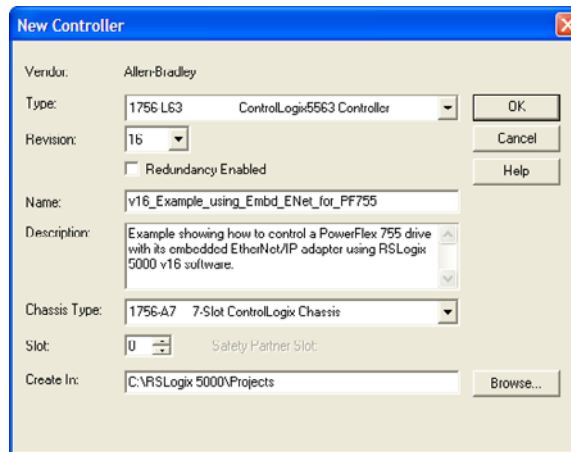 New Controller
Vendor: Allen-Bradley
Type: 1756 L63 ControlLogix5563 Controller OK
Revision: 16 Cancel
Redundancy Enabled Help
Name: v16_Example_using_Embd_ENet_for_PF755
Description: Example showing how to control a PowerFlex 755 drive
with its embedded EtherNet/IP adapter using RSLogix
5000 v16 software.
Chassis Type: 1756-A7 7-Slot ControlLogix Chassis
Slot: 0 Safety Partner Slot:
Create In: C:\RSLogix 5000\Projects Browse...